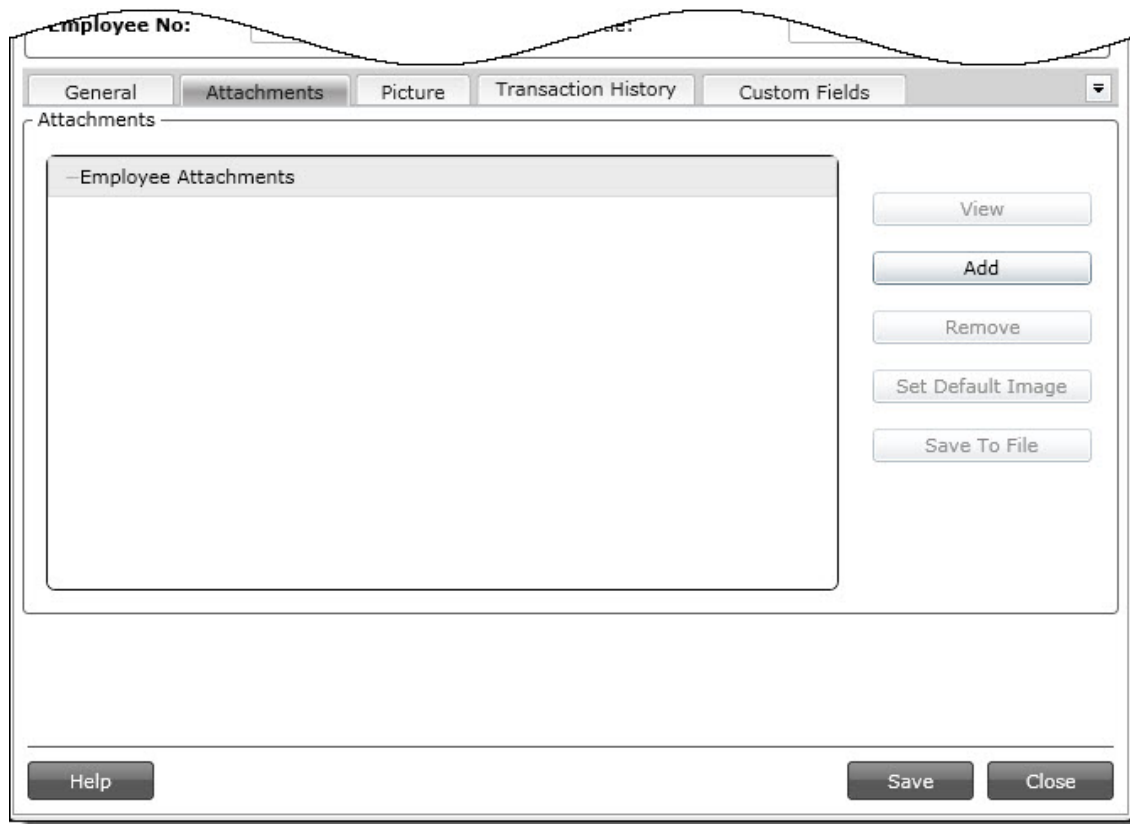 Employee No:
General Attachments Picture Transaction History Custom Fields
Attachments
Employee Attachments
View
Add
Remove
Set Default Image
Save To File
Help Save Close